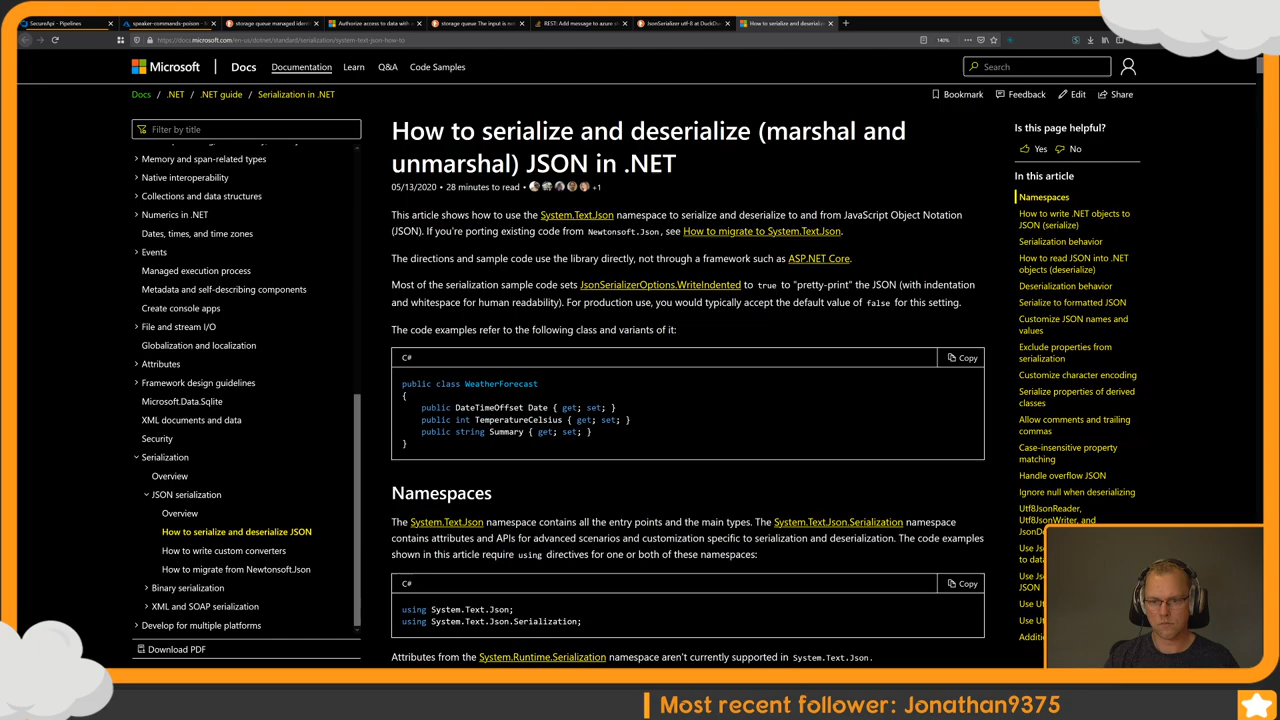 SecureApi - Pipelines
speaker-commands-poison - M
storage queue managed identi
Authorize access to data with
storage queue The input is not
REST: Add message to azure st
JsonSerializer utf-8 at DuckDu
How to serialize and deserialize
https://docs.microsoft.com/en-us/dotnet/standard/serialization/system-text-json-how-to
140%
Microsoft
Docs
Documentation
Learn
Q&A
Code Samples
Search
Docs / .NET / .NET guide / Serialization in .NET
Bookmark
Feedback
Edit
Share
Filter by title
Memory and span-related types
Native interoperability
Collections and data structures
Numerics in .NET
Dates, times, and time zones
Events
Managed execution process
Metadata and self-describing components
Create console apps
File and stream I/O
Globalization and localization
Attributes
Framework design guidelines
Microsoft.Data.Sqlite
XML documents and data
Security
Serialization
Overview
JSON serialization
Overview
How to serialize and deserialize JSON
How to write custom converters
How to migrate from Newtonsoft.Json
Binary serialization
XML and SOAP serialization
Develop for multiple platforms
Download PDF
How to serialize and deserialize (marshal and
unmarshal) JSON in .NET
05/13/2020 • 28 minutes to read •
+1
This article shows how to use the System.Text.Json namespace to serialize and deserialize to and from JavaScript Object Notation
(JSON). If you're porting existing code from Newtonsoft.Json, see How to migrate to System.Text.Json.
The directions and sample code use the library directly, not through a framework such as ASP.NET Core.
Most of the serialization sample code sets JsonSerializerOptions.WriteIndented to true to "pretty-print" the JSON (with indentation
and whitespace for human readability). For production use, you would typically accept the default value of false for this setting.
The code examples refer to the following class and variants of it:
C#
Copy
public class WeatherForecast
{
public DateTimeOffset Date { get; set; }
public int TemperatureCelsius { get; set; }
public string Summary { get; set; }
}
Namespaces
The System.Text.Json namespace contains all the entry points and the main types. The System.Text.Json.Serialization namespace
contains attributes and APIs for advanced scenarios and customization specific to serialization and deserialization. The code examples
shown in this article require using directives for one or both of these namespaces:
C#
Copy
using System.Text.Json;
using System.Text.Json.Serialization;
Attributes from the System.Runtime.Serialization namespace aren't currently supported in System.Text.Json.
Is this page helpful?
Yes
No
In this article
Namespaces
How to write .NET objects to
JSON (serialize)
Serialization behavior
How to read JSON into .NET
objects (deserialize)
Deserialization behavior
Serialize to formatted JSON
Customize JSON names and
values
Exclude properties from
serialization
Customize character encoding
Serialize properties of derived
classes
Allow comments and trailing
commas
Case-insensitive property
matching
Handle overflow JSON
Ignore null when deserializing
Utf8JsonReader,
Utf8JsonWriter, and
JsonD
Use J
to da
Use J
JSON
Use Ut
Use Ut
Additi
Most recent follower: Jonathan9375